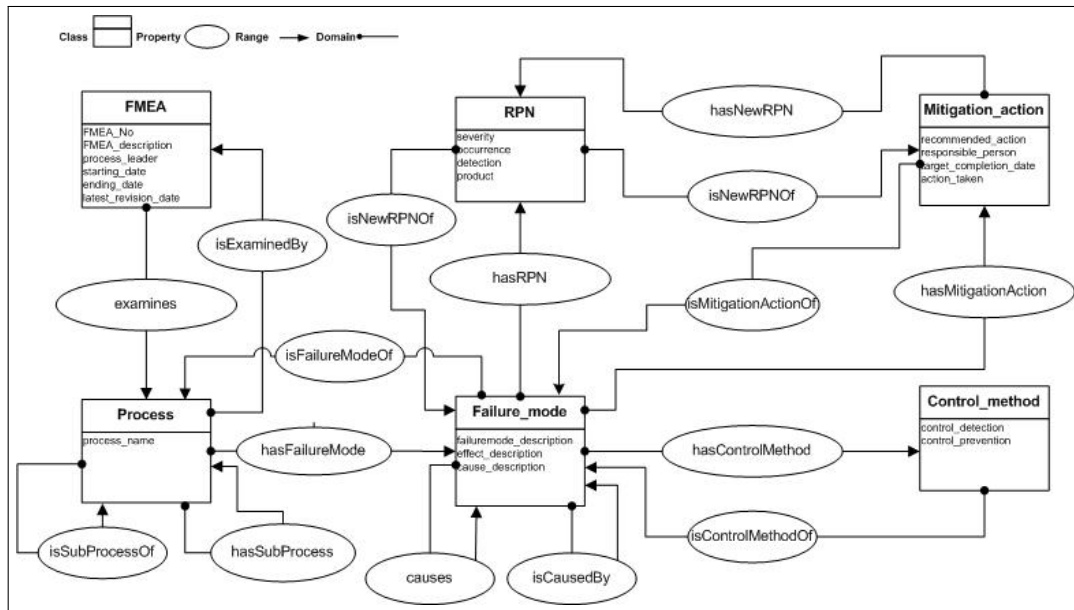 Class Property Range Domain
FMEA
FMEA_No
FMEA_description
process_leader
starting_date
ending_date
latest_revision_date
RPN
severity
occurrence
detection
product
hasNewRPN
Mitigation_action
recommended_action
responsible_person
target_completion_date
action_taken
isNewRPNOf
isNewRPNOf
isExaminedBy
examines
hasRPN
isMitigationActionOf
hasMitigationAction
isFailureModeOf
Process
process_name
hasFailureMode
Failure_mode
failuremode_description
effect_description
cause_description
hasControlMethod
Control_method
control_detection
control_prevention
isSubProcessOf
hasSubProcess
causes
isCausedBy
isControlMethodOf